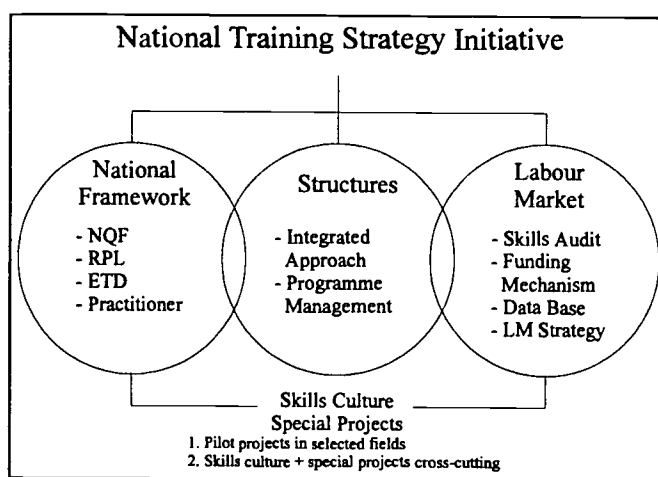 National Training Strategy Initiative
National
Framework
- NQF
- RPL
- ETD
- Practitioner
Structures
- Integrated
Approach
- Programme
Management
Labour
Market
- Skills Audit
- Funding
Mechanism
- Data Base
- LM Strategy
Skills Culture
Special Projects
1. Pilot projects in selected fields
2. Skills culture + special projects cross-cutting